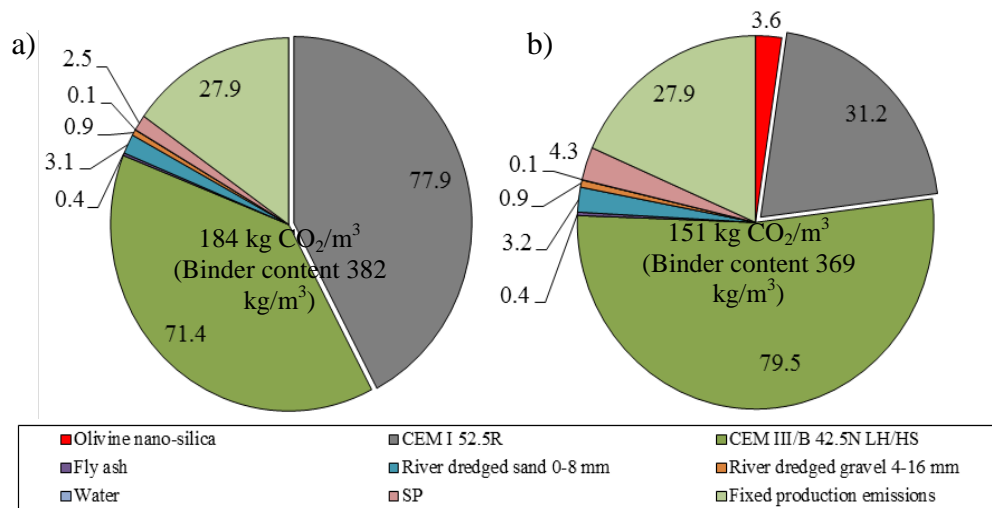 a)
2.5
0.1
0.9
3.1
0.4
27.9
77.9
184 kg CO₂/m³
(Binder content 382
kg/m³)
71.4
b)
3.6
27.9
31.2
4.3
0.1
0.9
3.2
0.4
151 kg CO₂/m³
(Binder content 369
kg/m³)
79.5
Olivine nano-silica
CEM I 52.5R
CEM III/B 42.5N LH/HS
Fly ash
River dredged sand 0-8 mm
River dredged gravel 4-16 mm
Water
SP
Fixed production emissions